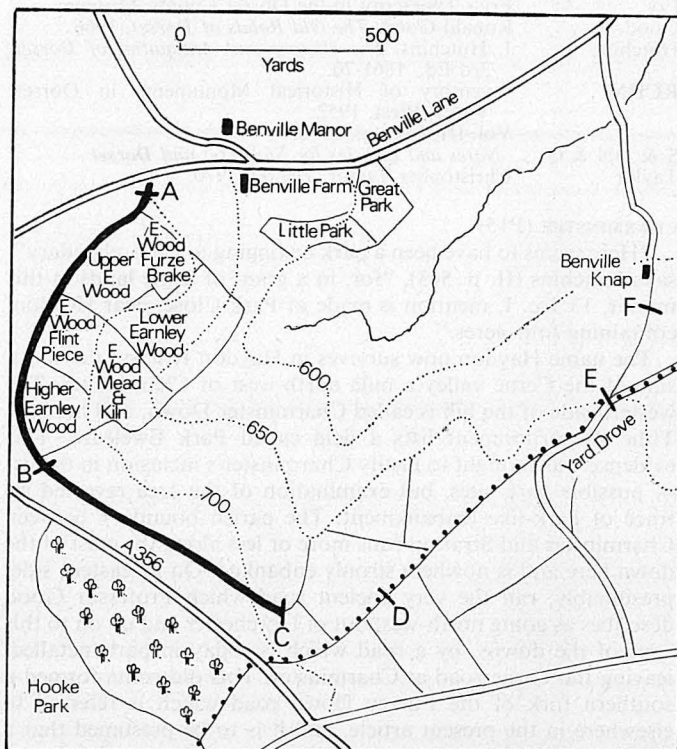 0 500
Yards
Benville Manor
Benville Lane
A
Benville Farm
Great
Park
Little Park
E.
Wood
Furze
Brake
Upper
E.
Wood
E.
Wood
Flint
Piece
Lower
Earnley
Wood
Wood
Mead
&
Kiln
Higher
Earnley
Wood
Benville
Knap
F
600
650
700
E
Yard Drove
B
1356
C
D
Hooke
Park